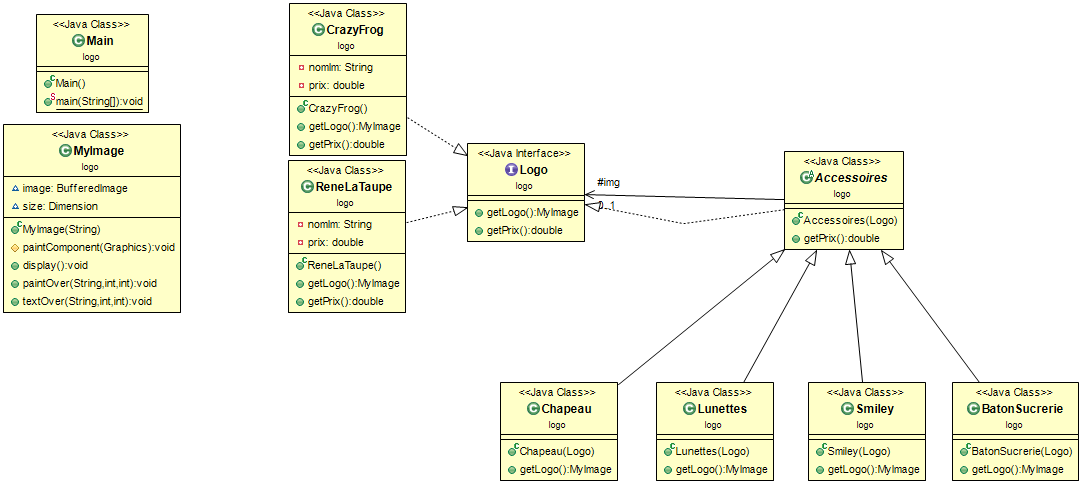 <<Java Class>>
Main
logo
Main()
main(String[]):void
<<Java Class>>
MyImage
logo
image: BufferedImage
size: Dimension
MyImage(String)
paintComponent(Graphics):void
display():void
paintOver(String,int,int):void
textOver(String,int,int):void
<<Java Class>>
CrazyFrog
logo
nomIm: String
prix: double
CrazyFrog()
getLogo():MyImage
getPrix():double
<<Java Class>>
ReneLaTaupe
logo
nomIm: String
prix: double
ReneLaTaupe()
getLogo():MyImage
getPrix():double
<<Java Interface>>
Logo
logo
getLogo():MyImage
getPrix():double
#img
0..1
<<Java Class>>
Accessoires
logo
Accessoires(Logo)
getPrix():double
<<Java Class>>
Chapeau
logo
Chapeau(Logo)
getLogo():MyImage
<<Java Class>>
Lunettes
logo
Lunettes(Logo)
getLogo():MyImage
<<Java Class>>
Smiley
logo
Smiley(Logo)
getLogo():MyImage
<<Java Class>>
BatonSucrerie
logo
BatonSucrerie(Logo)
getLogo():MyImage